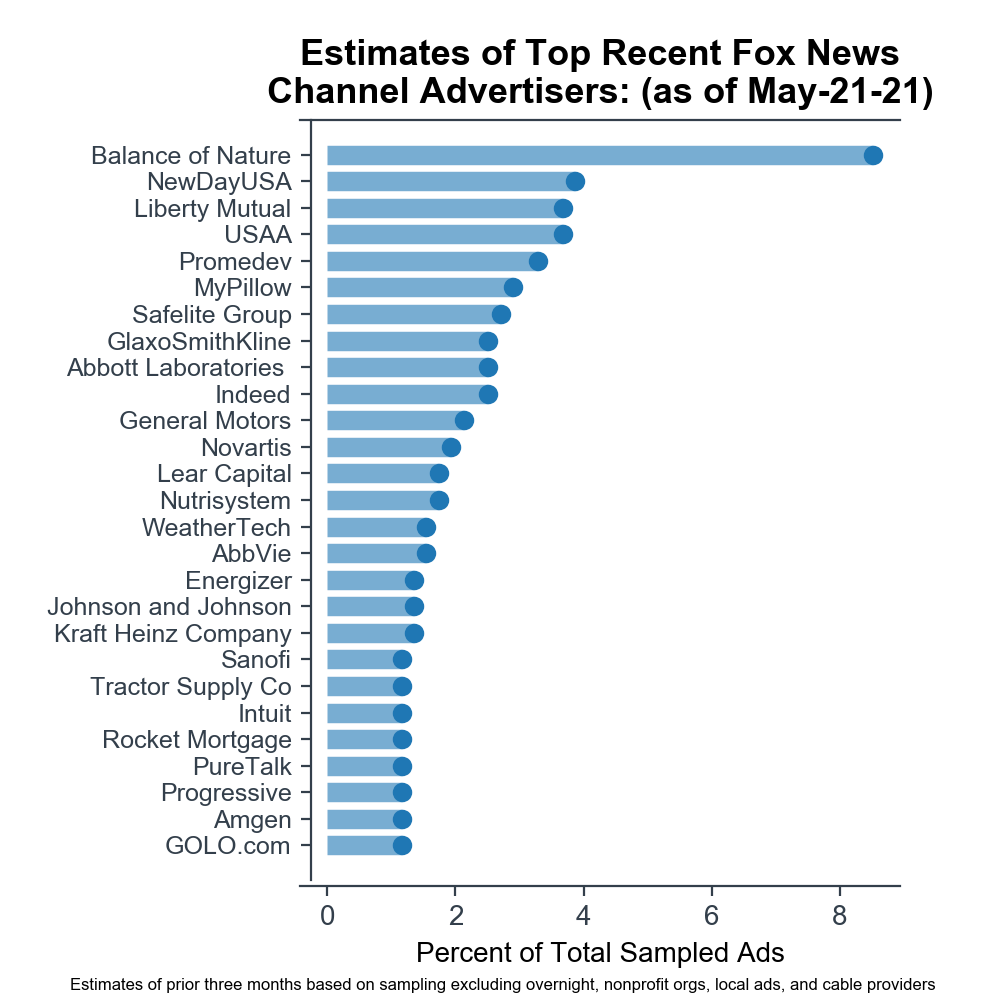 Estimates of Top Recent Fox News
Channel Advertisers: (as of May-21-21)
Balance of Nature
NewDayUSA
Liberty Mutual
USAA
Promedev
MyPillow
Safelite Group
GlaxoSmithKline
Abbott Laboratories
Indeed
General Motors
Novartis
Lear Capital
Nutrisystem
WeatherTech
AbbVie
Energizer
Johnson and Johnson
Kraft Heinz Company
Sanofi
Tractor Supply Co
Intuit
Rocket Mortgage
PureTalk
Progressive
Amgen
GOLO.com
0 2 4 6 8
Percent of Total Sampled Ads
Estimates of prior three months based on sampling excluding overnight, nonprofit orgs, local ads, and cable providers